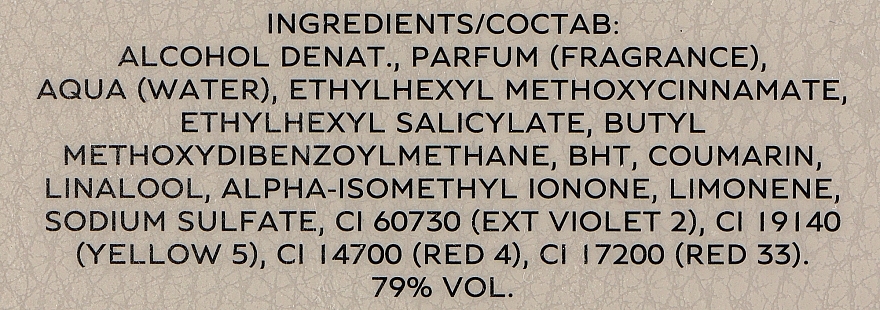 INGREDIENTS/СОСТАВ:
ALCOHOL DENAT., PARFUM (FRAGRANCE),
AQUA (WATER), ETHYLHEXYL METHOXYCINNAMATE,
ETHYLHEXYL SALICYLATE, BUTYL
METHOXYDIBENZOYLMETHANE, BHT, COUMARIN,
LINALOOL, ALPHA-ISOMETHYL IONONE, LIMONENE,
SODIUM SULFATE, CI 60730 (EXT VIOLET 2), CI 19140
(YELLOW 5), CI 14700 (RED 4), CI 17200 (RED 33).
79% VOL.